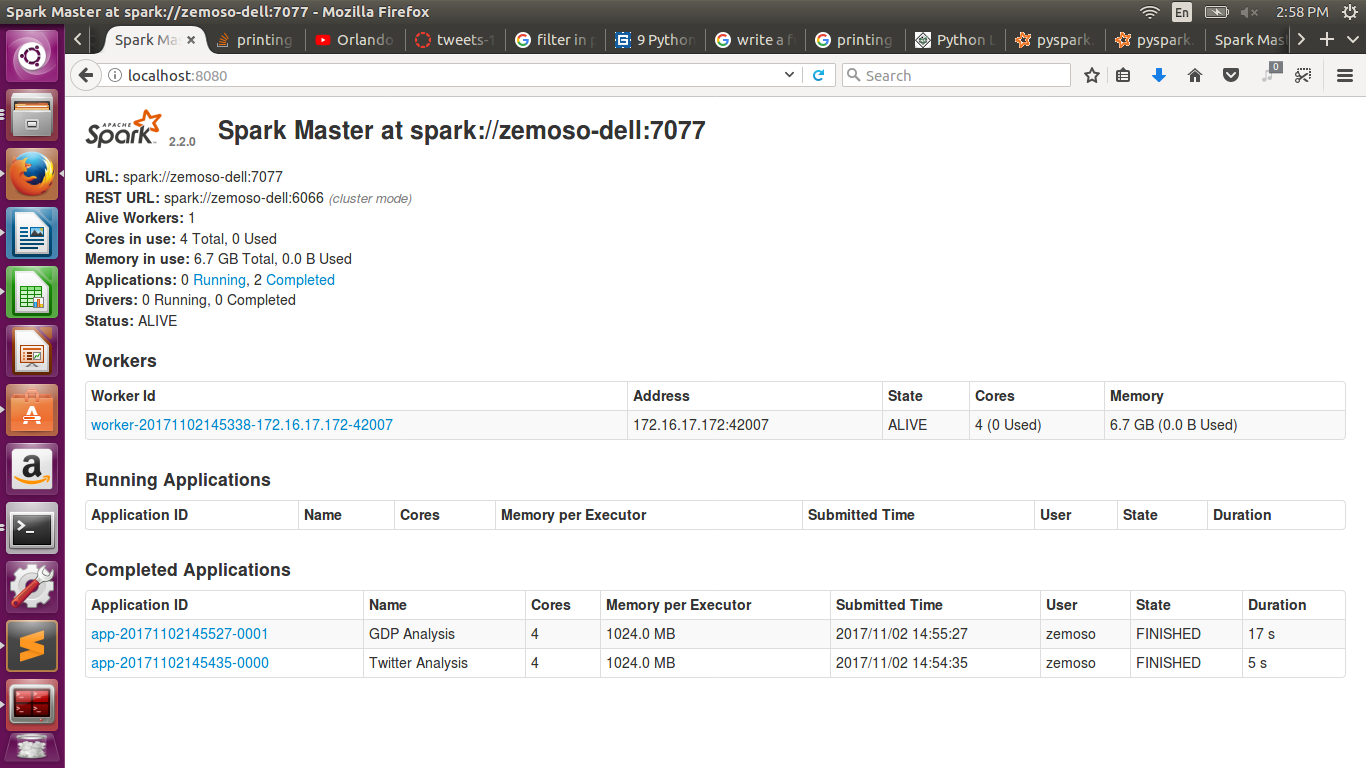 Spark Master at spark://zemoso-dell:7077 - Mozilla Firefox
En
2:58 PM
Spark Ma
printing
Orlando
tweets-1
filter in p
9 Python
write a f
printing
Python L
pyspark.
pyspark.
Spark Mas
localhost:8080
Search
0
APACHE
Spark 2.2.0
Spark Master at spark://zemoso-dell:7077
URL: spark://zemoso-dell:7077
REST URL: spark://zemoso-dell:6066 (cluster mode)
Alive Workers: 1
Cores in use: 4 Total, 0 Used
Memory in use: 6.7 GB Total, 0.0 B Used
Applications: 0 Running, 2 Completed
Drivers: 0 Running, 0 Completed
Status: ALIVE
Workers
Worker Id Address State Cores Memory
worker-20171102145338-172.16.17.172-42007 172.16.17.172:42007 ALIVE 4 (0 Used) 6.7 GB (0.0 B Used)
Running Applications
Application ID Name Cores Memory per Executor Submitted Time User State Duration
Completed Applications
Application ID Name Cores Memory per Executor Submitted Time User State Duration
app-20171102145527-0001 GDP Analysis 4 1024.0 MB 2017/11/02 14:55:27 zemoso FINISHED 17 s
app-20171102145435-0000 Twitter Analysis 4 1024.0 MB 2017/11/02 14:54:35 zemoso FINISHED 5 s